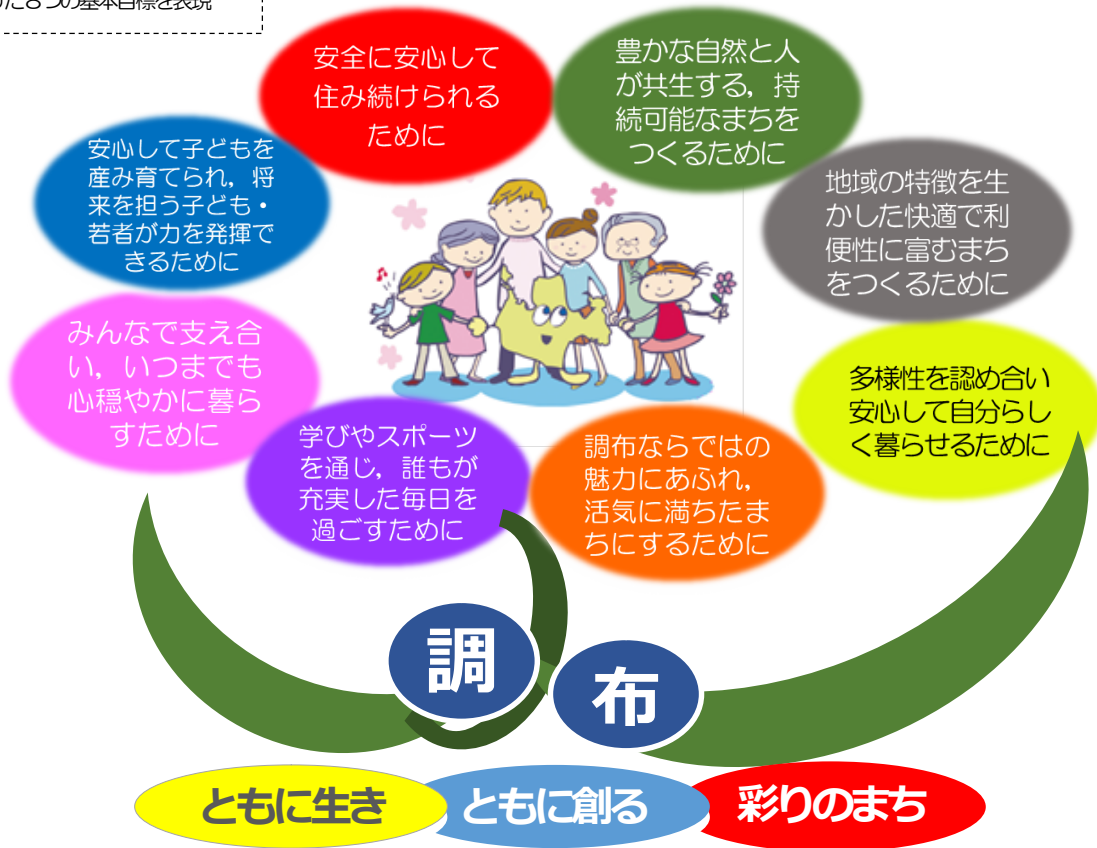 た8つの基本目標を表現
安全に安心して
住み続けられる
ために
豊かな自然と人
が共生する，持
続可能なまちを
つくるために
安心して子どもを
産み育てられ，将
来を担う子ども・
若者が力を発揮で
きるために
地域の特徴を生
かした快適で利
便性に富むまち
をつくるために
みんなで支え合
い，いつまでも
心穏やかに暮ら
すために
多様性を認め合い
安心して自分らし
く暮らせるために
学びやスポーツ
を通じ，誰もが
充実した毎日を
過ごすために
調布ならではの
魅力にあふれ，
活気に満ちたま
ちにするために
調
布
ともに生き
ともに創る
彩りのまち